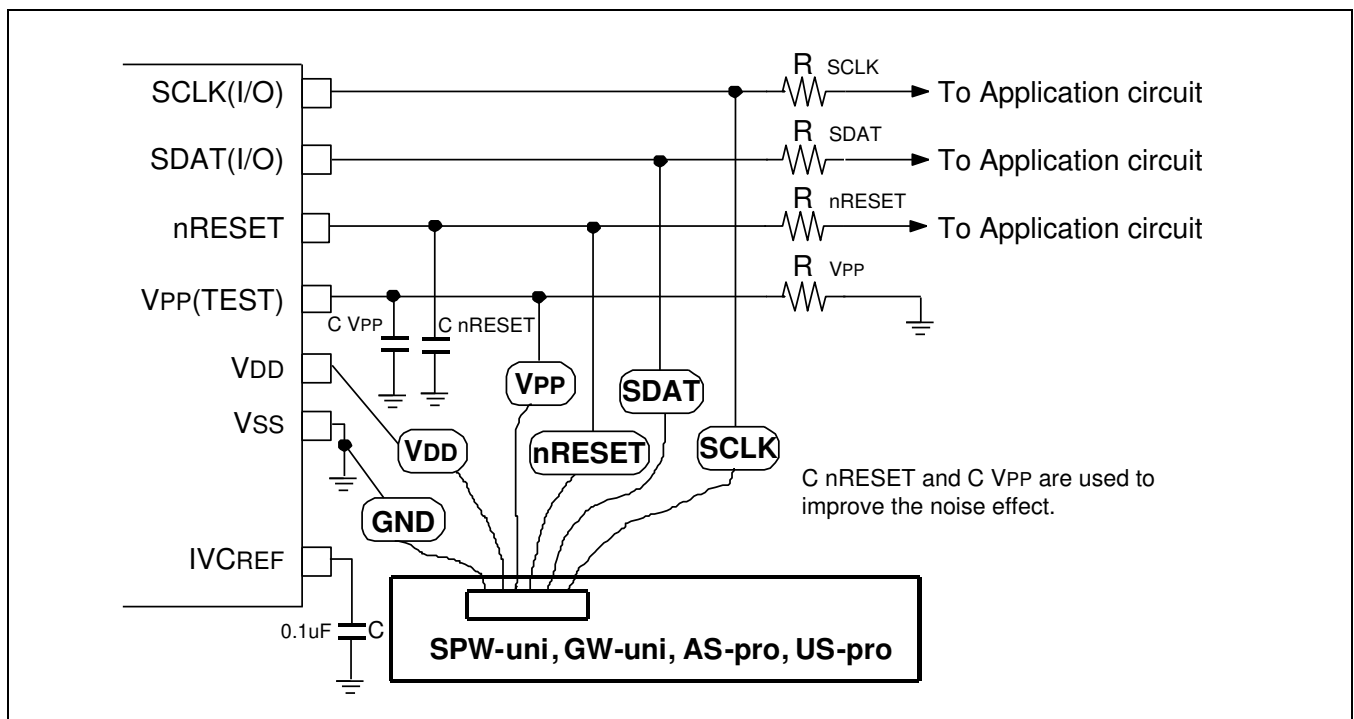 SCLK(I/O)
R SCLK
To Application circuit
SDAT(I/O)
R SDAT
To Application circuit
nRESET
R nRESET
To Application circuit
VPP(TEST)
R VPP
C VPP
C nRESET
VDD
VSS
VPP
SDAT
VDD
nRESET
SCLK
GND
C nRESET and C VPP are used to
improve the noise effect.
IVCREF
0.1uF C
SPW-uni, GW-uni, AS-pro, US-pro